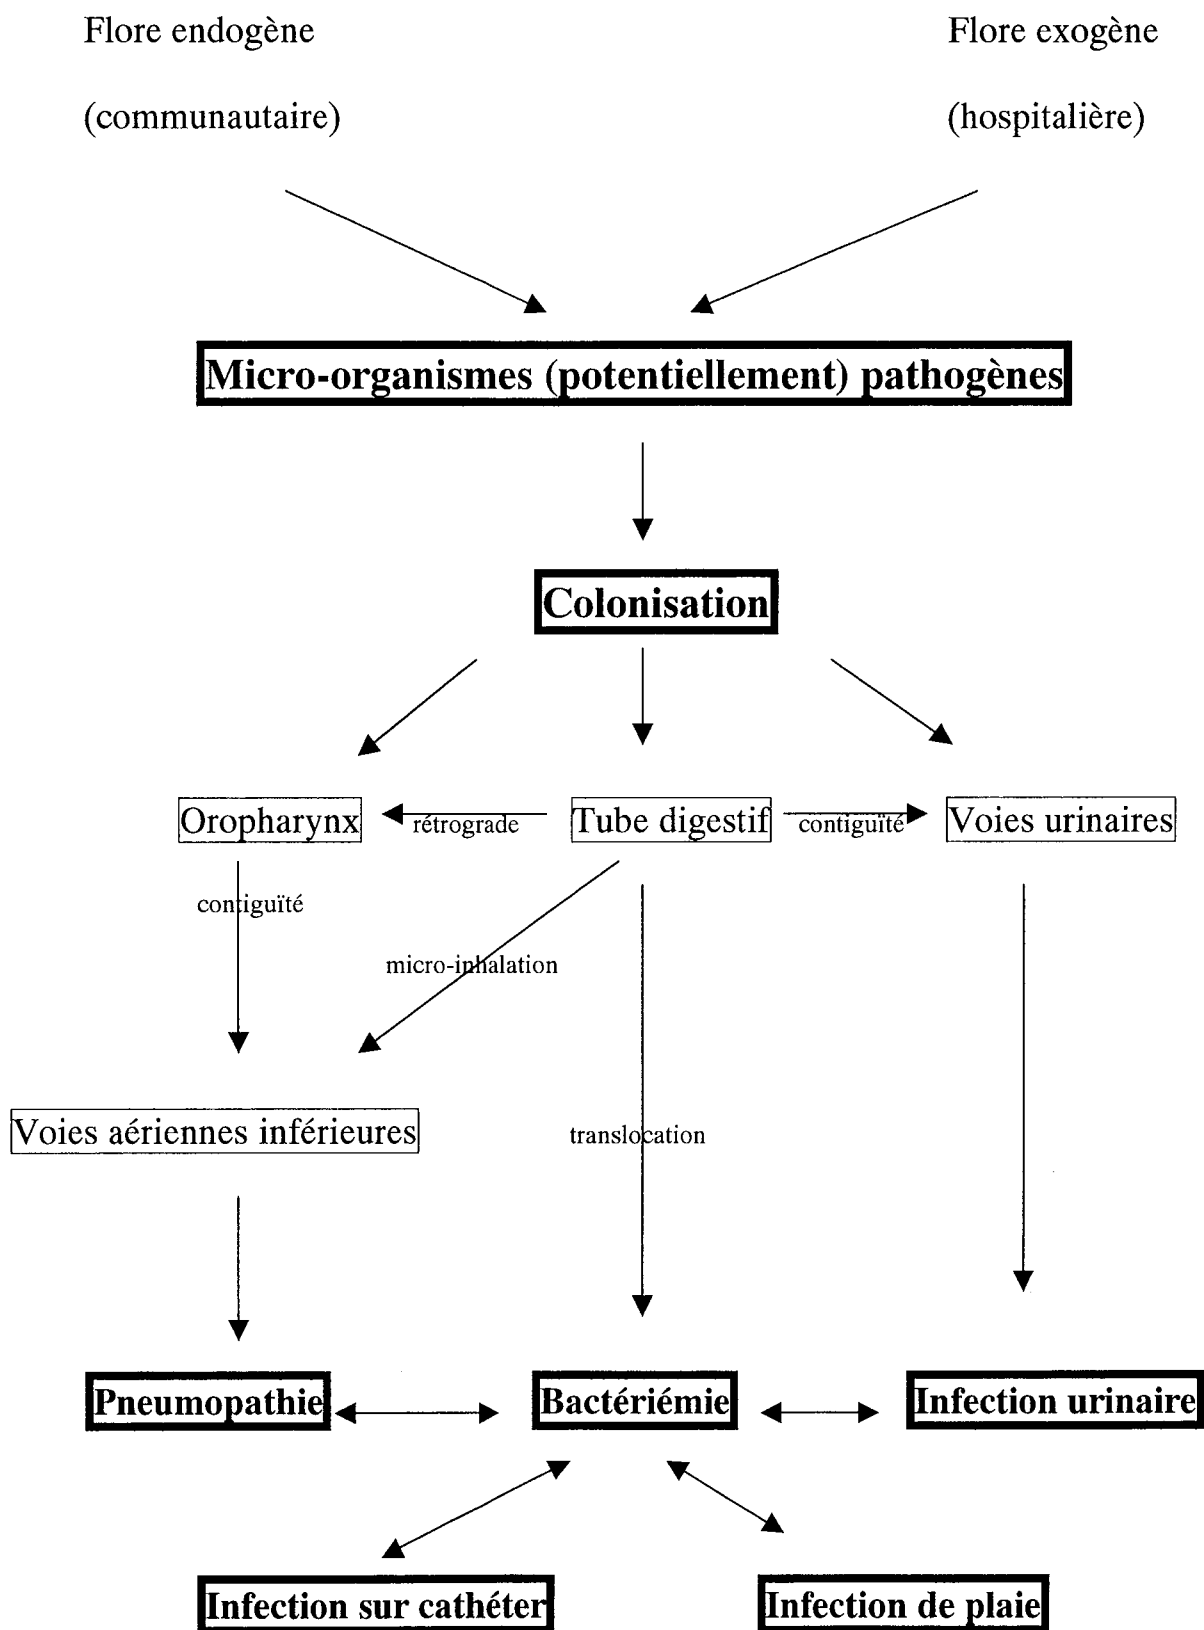 Flore endogène
(communautaire)
Flore exogène
(hospitalière)
Micro-organismes (potentiellement) pathogènes
Colonisation
Oropharynx
rétrograde
Tube digestif
contiguïté
Voies urinaires
contiguïté
micro-inhalation
Voies aériennes inférieures
translocation
Pneumopathie
Bactériémie
Infection urinaire
Infection sur cathéter
Infection de plaie